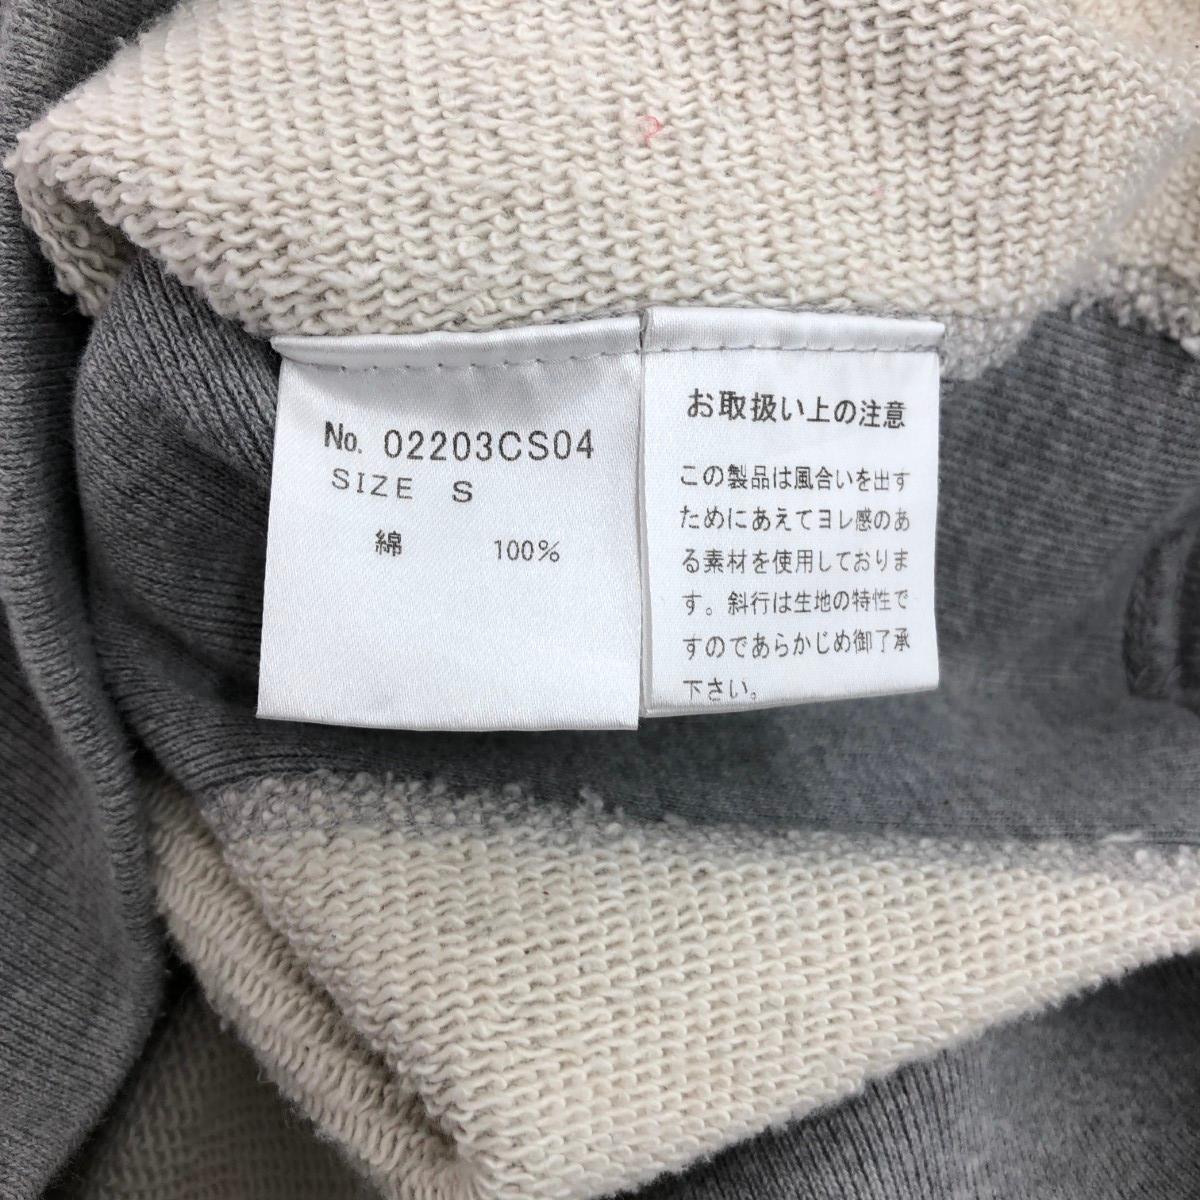 No. 02203CS04
SIZE S
綿 100%
お取扱い上の注意
この製品は風合いを出す
ためにあえてヨレ感のあ
る素材を使用しておりま
す。斜行は生地の特性で
すのであらかじめ御了承
下さい。